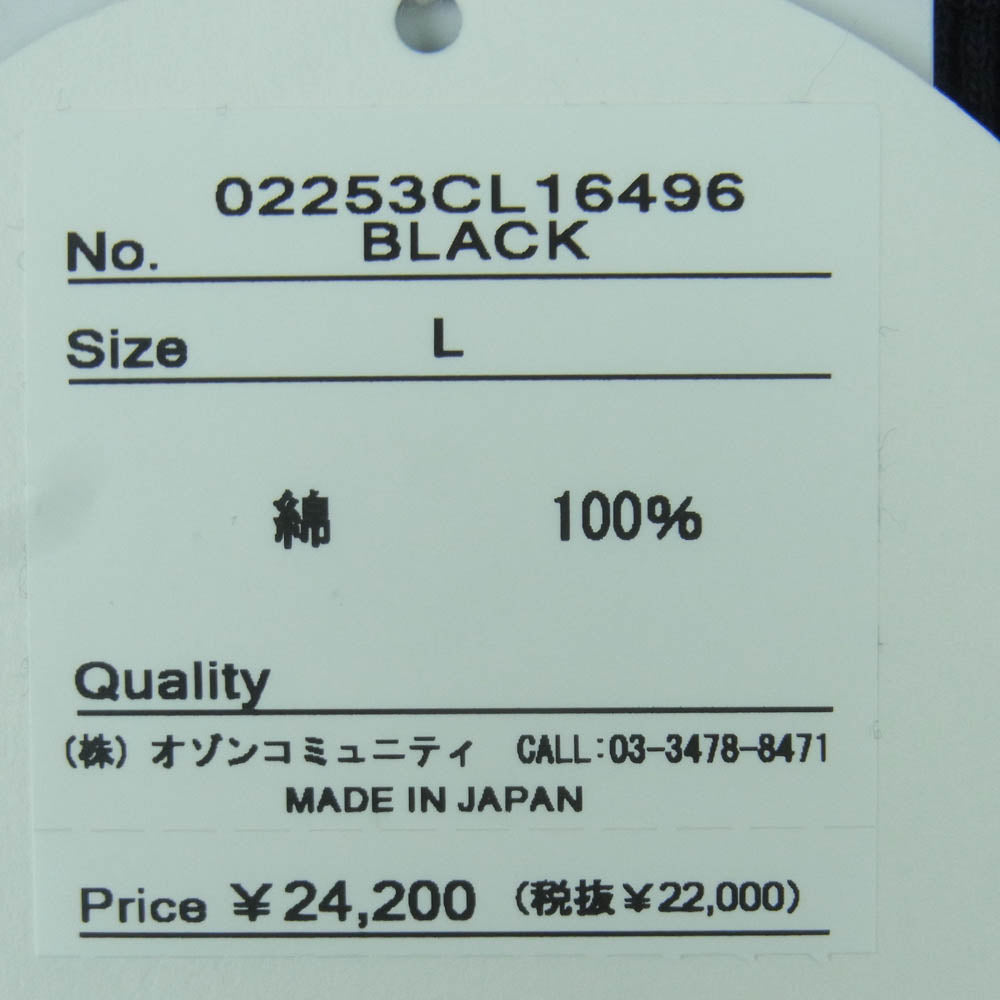 02253CL16496
No. BLACK
Size L
綿 100%
Quality
(株) オゾンコミュニティ CALL:03-3478-8471
MADE IN JAPAN
Price ¥24,200 (税抜¥22,000)